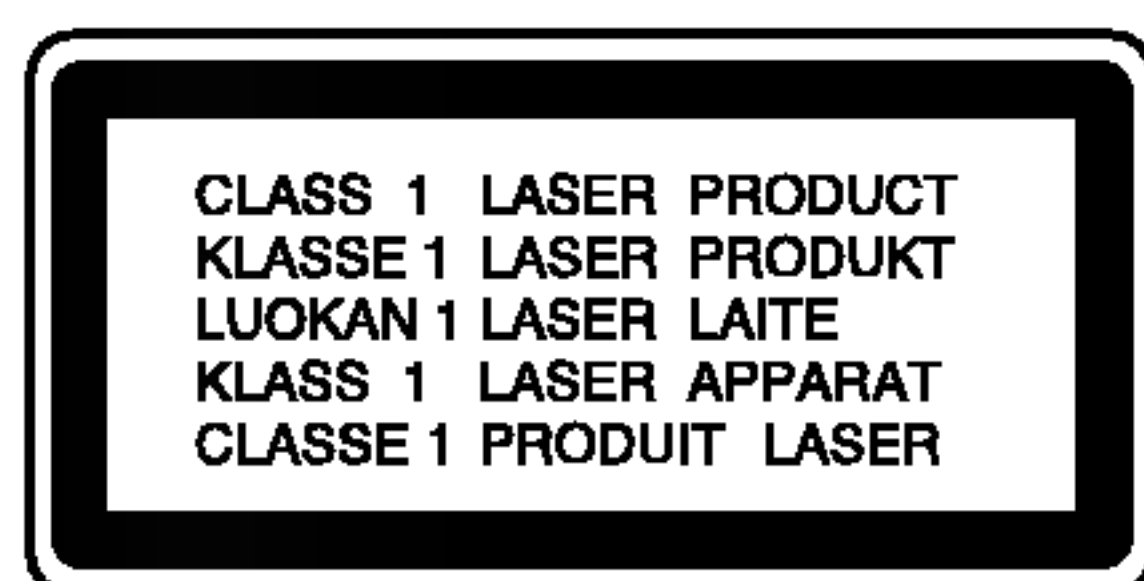 CLASS 1 LASER PRODUCT
KLASSE 1 LASER PRODUKT
LUOKAN 1 LASER LAITE
KLASS 1 LASER APPARAT
CLASSE 1 PRODUIT LASER